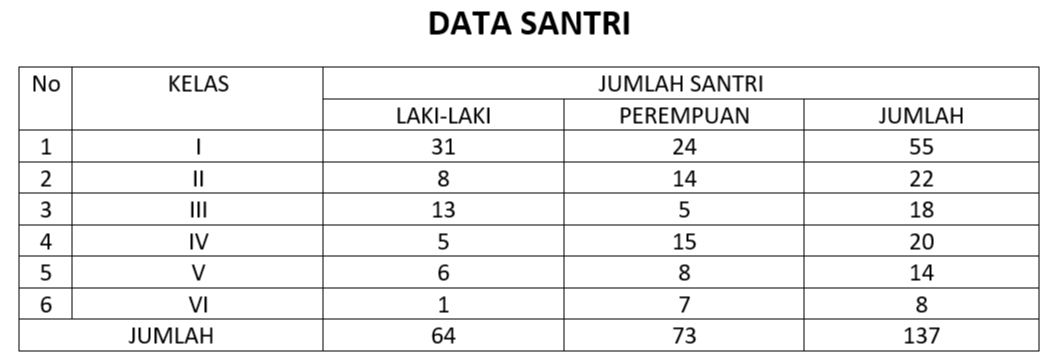 DATA SANTRI
No KELAS JUMLAH SANTRI
LAKI-LAKI PEREMPUAN JUMLAH
1 I 31 24 55
2 II 8 14 22
3 III 13 5 18
4 IV 5 15 20
5 V 6 8 14
6 VI 1 7 8
JUMLAH 64 73 137